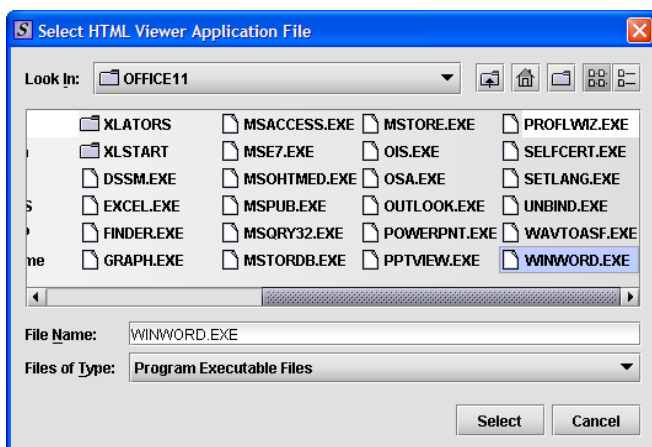 S Select HTML Viewer Application File
Look In: OFFICE11
XLATORS MSACCESS.EXE MSTORE.EXE PROFLWIZ.EXE
XLSTART MSE7.EXE OIS.EXE SELFCERT.EXE
DSSM.EXE MSOHTMED.EXE OSA.EXE SETLANG.EXE
S EXCEL.EXE MSPUB.EXE OUTLOOK.EXE UNBIND.EXE
FINDER.EXE MSQRY32.EXE POWERPNT.EXE WAVTOASF.EXE
me GRAPH.EXE MSTORDB.EXE PPTVIEW.EXE WINWORD.EXE
File Name: WINWORD.EXE
Files of Type: Program Executable Files
Select Cancel